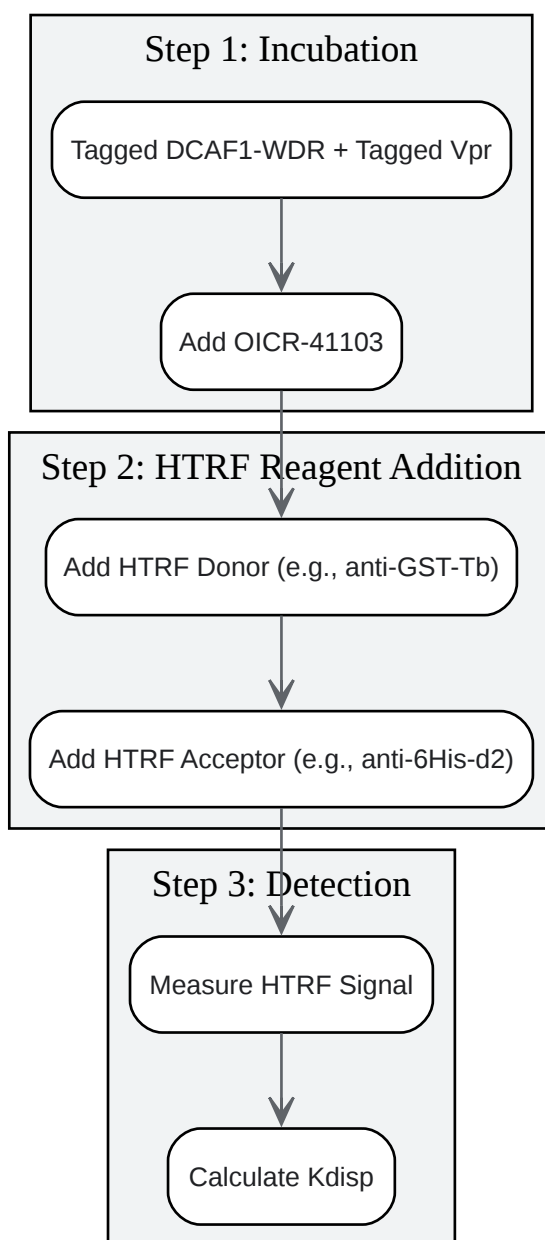 Step 1: Incubation
Tagged DCAF1-WDR + Tagged Vpr
Add OICR-41103
Step 2: HTRF Reagent Addition
Add HTRF Donor (e.g., anti-GST-Tb)
Add HTRF Acceptor (e.g., anti-6His-d2)
Step 3: Detection
Measure HTRF Signal
Calculate Kdisp